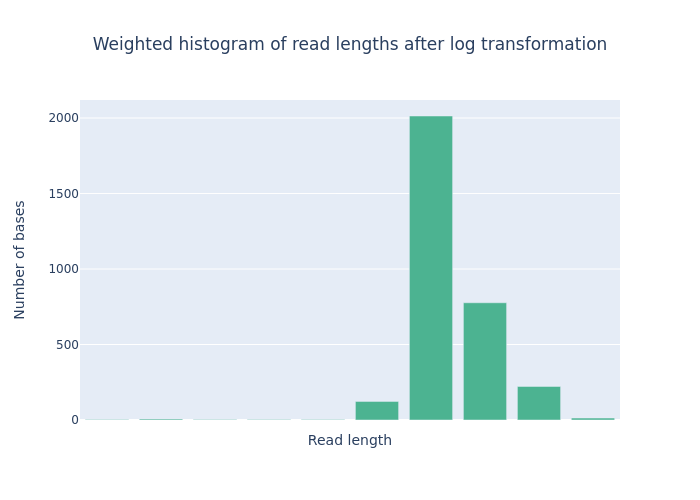 Weighted histogram of read lengths after log transformation
2000
1500
1000
500
0
Number of bases
Read length